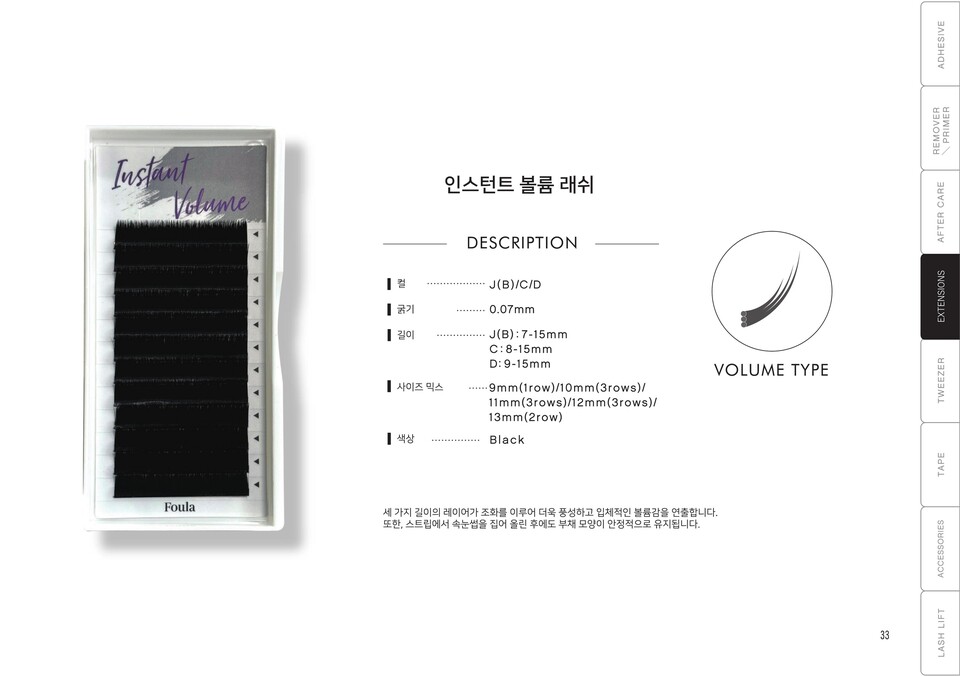 Instant
Volume
Foula
인스턴트 볼륨 래쉬
DESCRIPTION
컬 J(B)/C/D
굵기 0.07mm
길이 J(B) : 7-15mm
C : 8-15mm
D : 9-15mm
사이즈 믹스 9mm(1row)/10mm(3rows)/
11mm(3rows)/12mm(3rows)/
13mm(2row)
색상 Black
세 가지 길이의 레이어가 조화를 이루어 더욱 풍성하고 입체적인 볼륨감을 연출합니다.
또한, 스트립에서 속눈썹을 집어 올린 후에도 부채 모양이 안정적으로 유지됩니다.
VOLUME TYPE
33
ADHESIVE
REMOVER
/ PRIMER
AFTER CARE
EXTENSIONS
TWEEZER
TAPE
ACCESSORIES
LASH LIFT